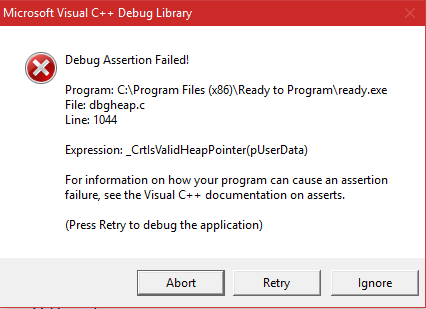 Microsoft Visual C++ Debug Library
Debug Assertion Failed!
Program: C:\Program Files (x86)\Ready to Program\ready.exe
File: dbgheap.c
Line: 1044
Expression: _CrtIsValidHeapPointer(pUserData)
For information on how your program can cause an assertion
failure, see the Visual C++ documentation on asserts.
(Press Retry to debug the application)
Abort Retry Ignore